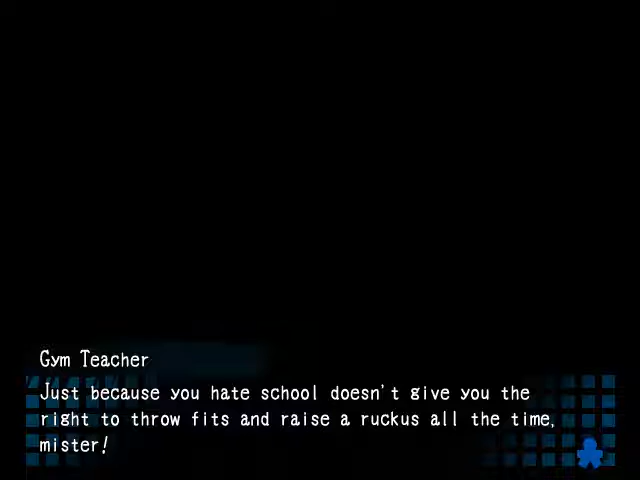 Gym Teacher
Just because you hate school doesn't give you the
right to throw fits and raise a ruckus all the time,
mister!